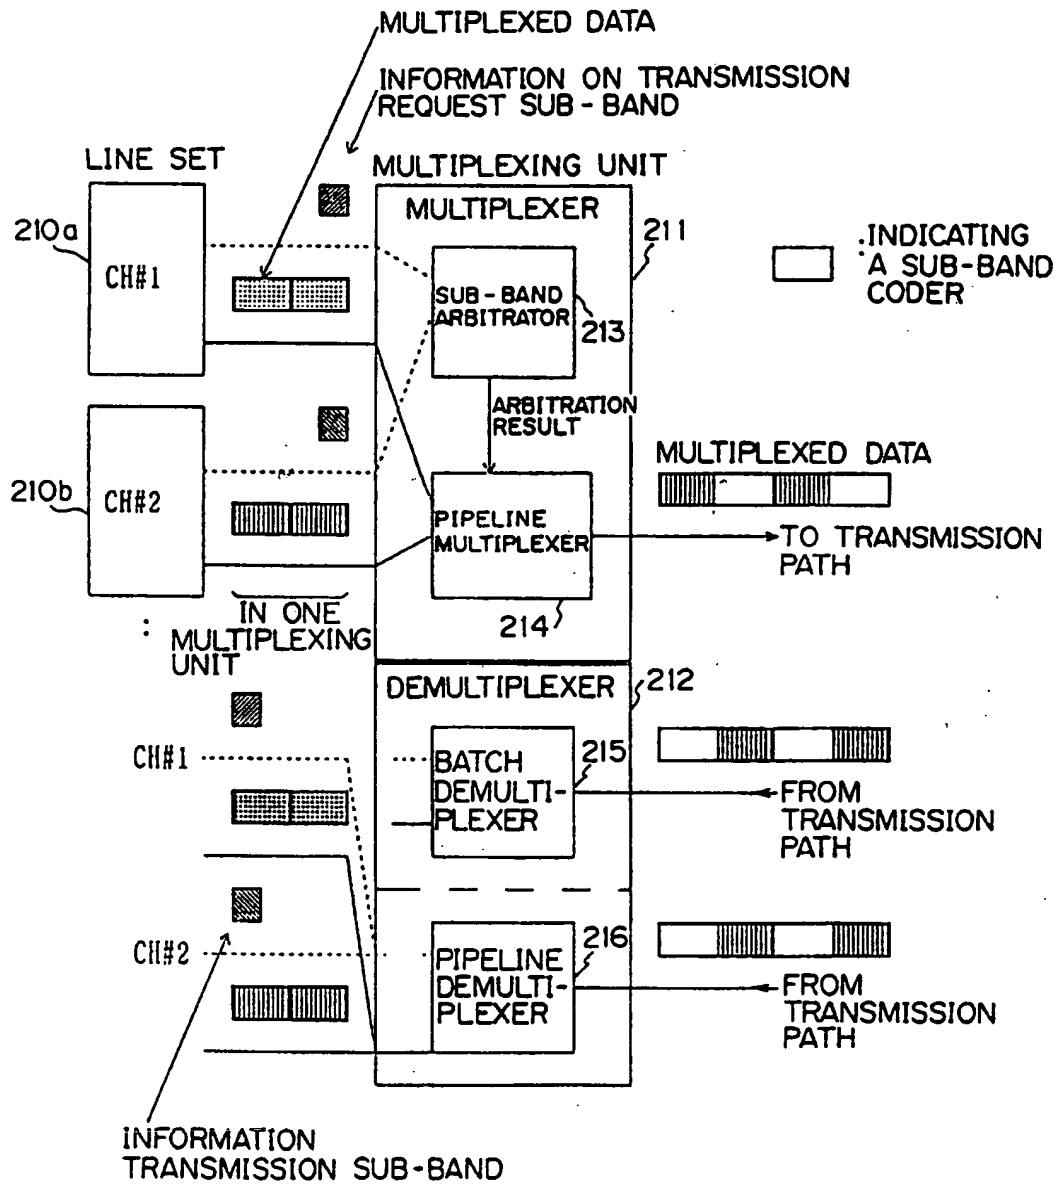 MULTIPLEXED DATA
INFORMATION ON TRANSMISSION
REQUEST SUB-BAND
LINE SET
MULTIPLEXING UNIT
MULTIPLEXER
210a
CH#1
211
:INDICATING
A SUB-BAND
CODER
SUB-BAND
ARBITRATOR
213
ARBITRATION
RESULT
210b
CH#2
MULTIPLEXED DATA
PIPELINE
MULTIPLEXER
TO TRANSMISSION
PATH
214
IN ONE
MULTIPLEXING
UNIT
:
DEMULTIPLEXER
212
CH#1
BATCH
DEMULTI-
PLEXER
215
FROM
TRANSMISSION
PATH
CH#2
PIPELINE
DEMULTI-
PLEXER
216
FROM
TRANSMISSION
PATH
INFORMATION
TRANSMISSION SUB-BAND